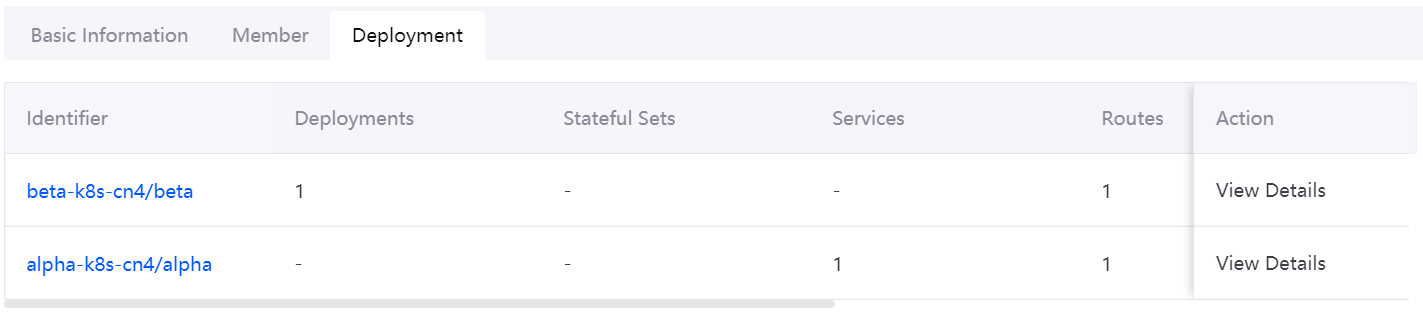 Basic Information Member Deployment
Identifier Deployments Stateful Sets Services Routes Action
beta-k8s-cn4/beta 1 - - 1 View Details
alpha-k8s-cn4/alpha - - 1 1 View Details